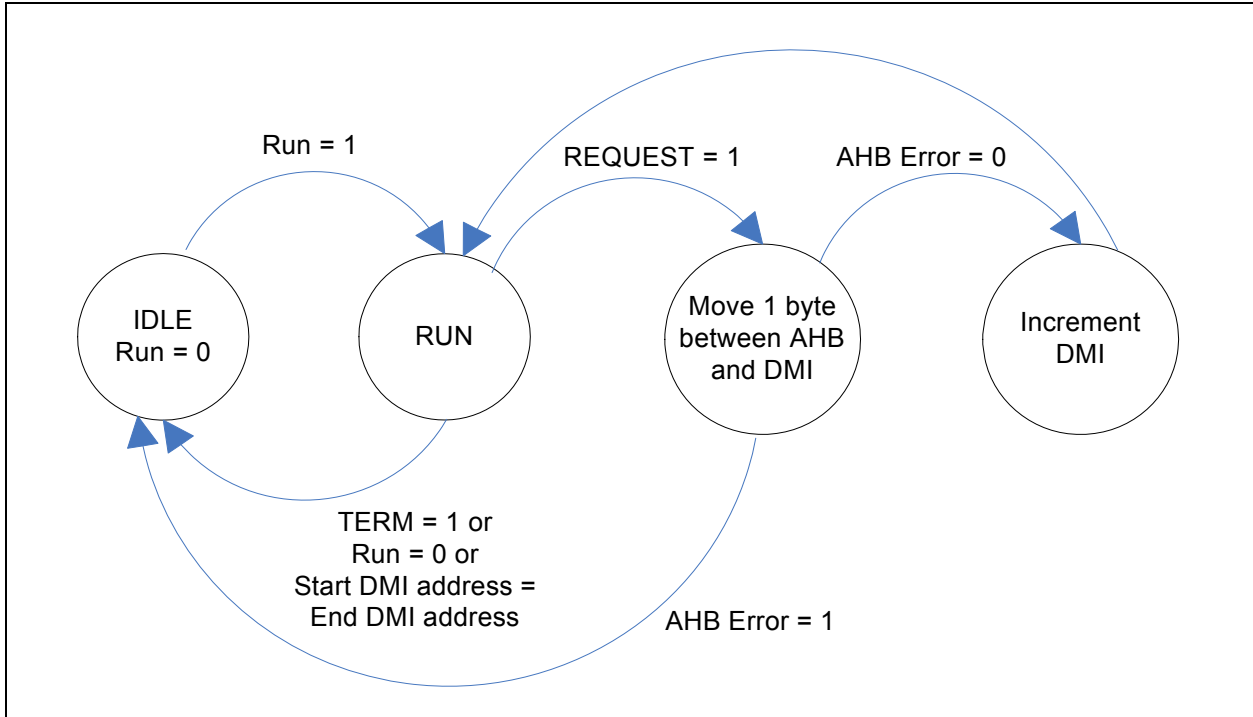 Run = 1
REQUEST = 1
AHB Error = 0
IDLE
Run = 0
RUN
Move 1 byte
between AHB
and DMI
Increment
DMI
TERM = 1 or
Run = 0 or
Start DMI address =
End DMI address
AHB Error = 1